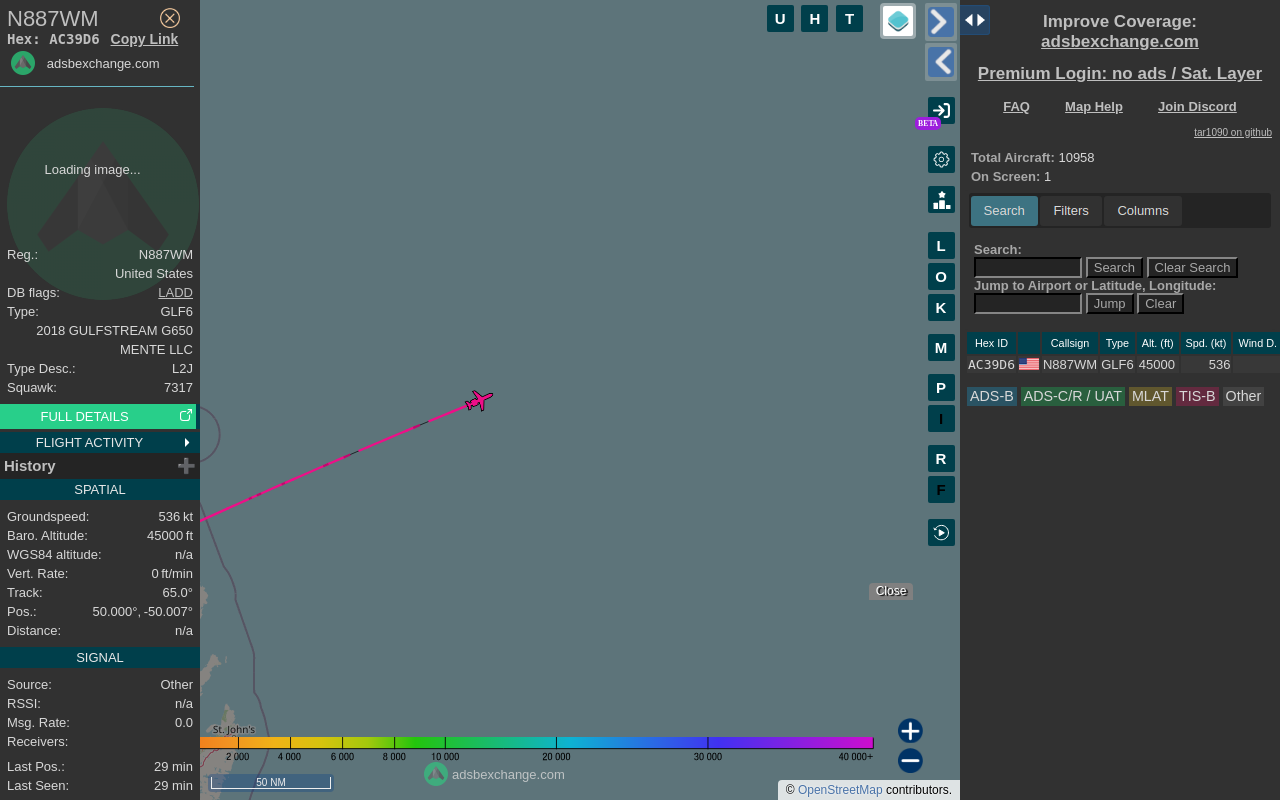 N887WM
Hex: AC39D6 Copy Link
adsbexchange.com
Loading image...
Reg.: N887WM
United States
DB flags: LADD
Type: GLF6
2018 GULFSTREAM G650
MENTE LLC
Type Desc.: L2J
Squawk: 7317
FULL DETAILS
FLIGHT ACTIVITY
History
SPATIAL
Groundspeed: 536 kt
Baro. Altitude: 45000 ft
WGS84 altitude: n/a
Vert. Rate: 0 ft/min
Track: 65.0°
Pos.: 50.000°, -50.007°
Distance: n/a
SIGNAL
Source: Other
RSSI: n/a
Msg. Rate: 0.0
Receivers:
Last Pos.: 29 min
Last Seen: 29 min
U H T
BETA
L
O
K
M
P
I
R
F
Close
St. John's
2 000 4 000 6 000 8 000 10 000 20 000 30 000 40 000+
adsbexchange.com
50 NM
© OpenStreetMap contributors.
Improve Coverage:
adsbexchange.com
Premium Login: no ads / Sat. Layer
FAQ Map Help Join Discord
tar1090 on github
Total Aircraft: 10958
On Screen: 1
Search Filters Columns
Search:
Search Clear Search
Jump to Airport or Latitude, Longitude:
Jump Clear
Hex ID Callsign Type Alt. (ft) Spd. (kt) Wind D.
AC39D6 N887WM GLF6 45000 536
ADS-B ADS-C/R / UAT MLAT TIS-B Other